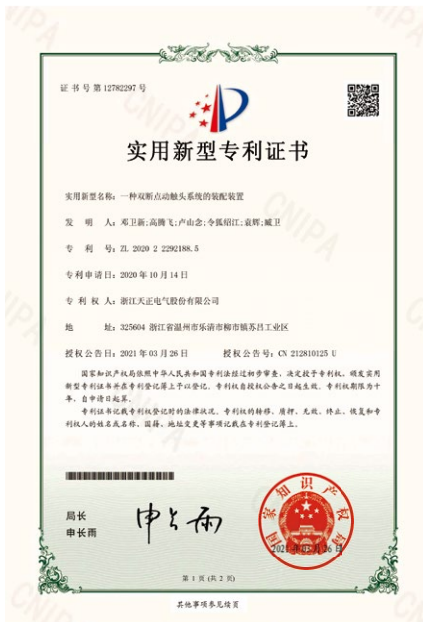 证书号第12782297号
实用新型专利证书
实用新型名称：一种双断点动触头系统的装配装置
发明人：邓卫新;高腾飞;卢山念;令狐绍江;袁辉;臧卫
专利号：ZL 2020 2 2292188.5
专利申请日：2020年10月14日
专利权人：浙江天正电气股份有限公司
地址：325604 浙江省温州市乐清市柳市镇苏吕工业区
授权公告日：2021年03月26日 授权公告号：CN 212810125 U
国家知识产权局依照中华人民共和国专利法经过初步审查，决定授予专利权，颁发实用
新型专利证书并在专利登记簿上予以登记。专利权自授权公告之日起生效。专利权期限为十
年，自申请日起算。
专利证书记载专利权登记时的法律状况。专利权的转移、质押、无效、终止、恢复和专
利权人的姓名或名称、国籍、地址变更等事项记载在专利登记簿上。
局长
申长雨
申长雨
国家知识产权局
2021年03月26日
第 1 页 (共 2 页)
其他事项参见续页
CNIPA